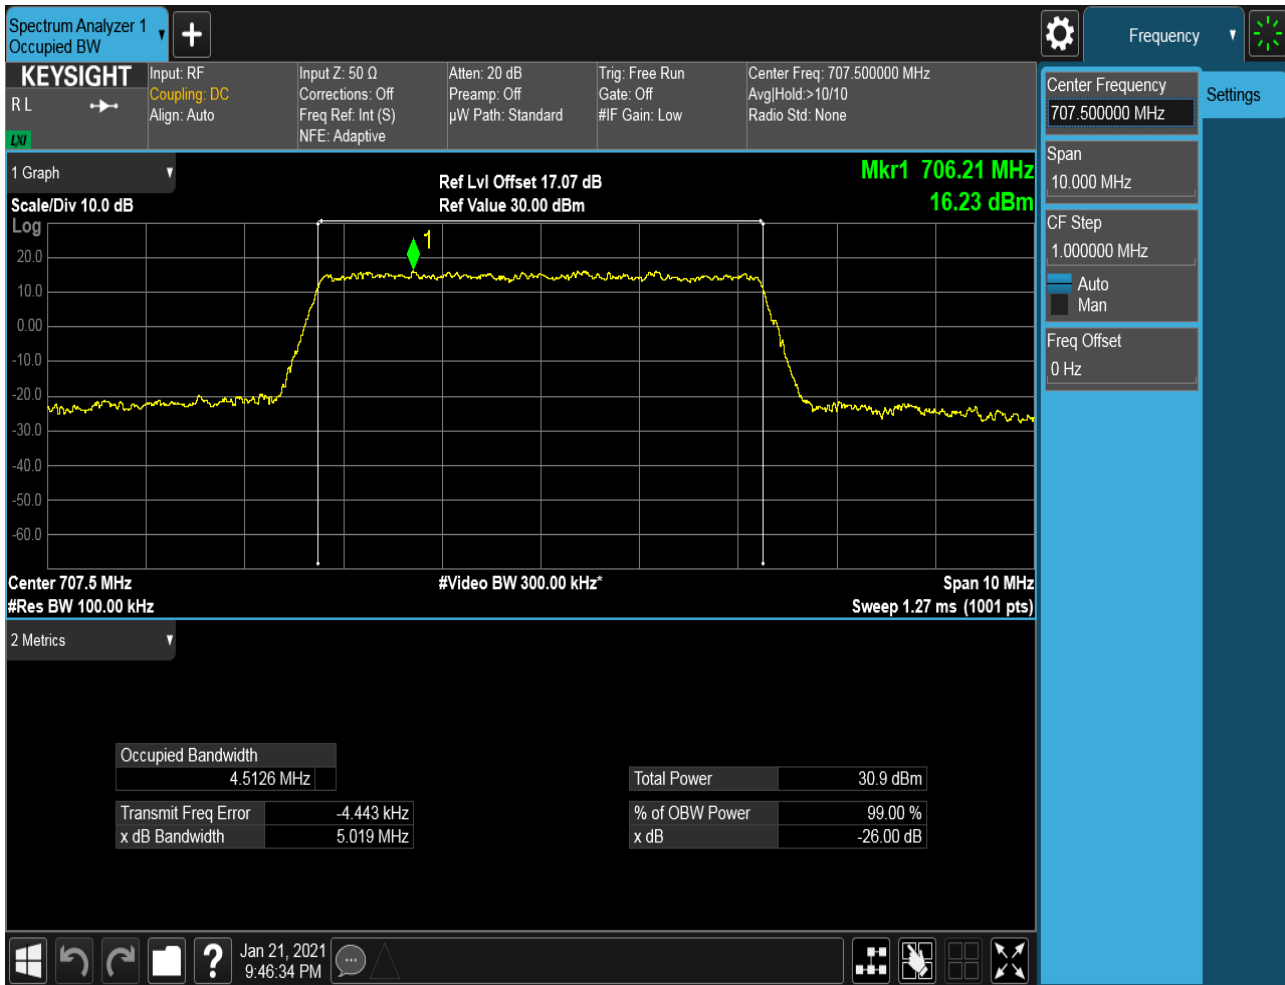 Spectrum Analyzer 1
Occupied BW
Frequency
KEYSIGHT
R L
LXI
Input: RF
Coupling: DC
Align: Auto
Input Z: 50 Ω
Corrections: Off
Freq Ref: Int (S)
NFE: Adaptive
Atten: 20 dB
Preamp: Off
µW Path: Standard
Trig: Free Run
Gate: Off
#IF Gain: Low
Center Freq: 707.500000 MHz
Avg|Hold:>10/10
Radio Std: None
Center Frequency
707.500000 MHz
Settings
Span
10.000 MHz
CF Step
1.000000 MHz
Auto
Man
Freq Offset
0 Hz
1 Graph
Scale/Div 10.0 dB
Log
Ref Lvl Offset 17.07 dB
Ref Value 30.00 dBm
Mkr1 706.21 MHz
16.23 dBm
1
20.0
10.0
0.00
-10.0
-20.0
-30.0
-40.0
-50.0
-60.0
Center 707.5 MHz
#Video BW 300.00 kHz*
Span 10 MHz
#Res BW 100.00 kHz
Sweep 1.27 ms (1001 pts)
2 Metrics
Occupied Bandwidth
4.5126 MHz
Total Power 30.9 dBm
Transmit Freq Error -4.443 kHz
% of OBW Power 99.00 %
x dB Bandwidth 5.019 MHz
x dB -26.00 dB
?
Jan 21, 2021
9:46:34 PM